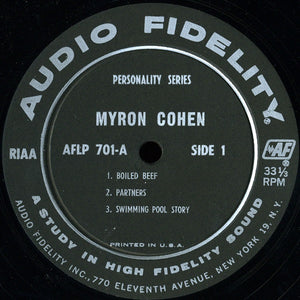 AUDIO FIDELITY®
PERSONALITY SERIES
MYRON COHEN
RIAA
AFLP 701-A
SIDE 1
AF
33 1/3
RPM
1. BOILED BEEF
2. PARTNERS
3. SWIMMING POOL STORY
PRINTED IN U.S.A.
A STUDY IN HIGH FIDELITY SOUND
AUDIO FIDELITY INC., 770 ELEVENTH AVENUE, NEW YORK 19, N.Y.